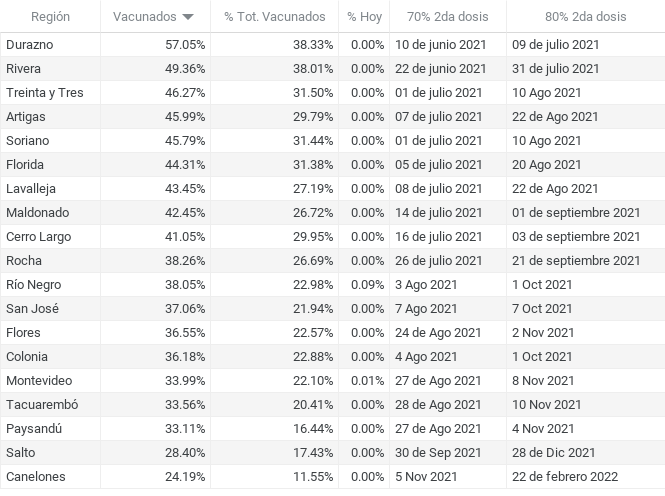 Región Vacunados % Tot. Vacunados % Hoy 70% 2da dosis 80% 2da dosis
Durazno 57.05% 38.33% 0.00% 10 de junio 2021 09 de julio 2021
Rivera 49.36% 38.01% 0.00% 22 de junio 2021 31 de julio 2021
Treinta y Tres 46.27% 31.50% 0.00% 01 de julio 2021 10 Ago 2021
Artigas 45.99% 29.79% 0.00% 07 de julio 2021 22 de Ago 2021
Soriano 45.79% 31.44% 0.00% 01 de julio 2021 10 Ago 2021
Florida 44.31% 31.38% 0.00% 05 de julio 2021 20 Ago 2021
Lavalleja 43.45% 27.19% 0.00% 08 de julio 2021 22 de Ago 2021
Maldonado 42.45% 26.72% 0.00% 14 de julio 2021 01 de septiembre 2021
Cerro Largo 41.05% 29.95% 0.00% 16 de julio 2021 03 de septiembre 2021
Rocha 38.26% 26.69% 0.00% 26 de julio 2021 21 de septiembre 2021
Río Negro 38.05% 22.98% 0.09% 3 Ago 2021 1 Oct 2021
San José 37.06% 21.94% 0.00% 7 Ago 2021 7 Oct 2021
Flores 36.55% 22.57% 0.00% 24 de Ago 2021 2 Nov 2021
Colonia 36.18% 22.88% 0.00% 4 Ago 2021 1 Oct 2021
Montevideo 33.99% 22.10% 0.01% 27 de Ago 2021 8 Nov 2021
Tacuarembó 33.56% 20.41% 0.00% 28 de Ago 2021 10 Nov 2021
Paysandú 33.11% 16.44% 0.00% 27 de Ago 2021 4 Nov 2021
Salto 28.40% 17.43% 0.00% 30 de Sep 2021 28 de Dic 2021
Canelones 24.19% 11.55% 0.00% 5 Nov 2021 22 de febrero 2022